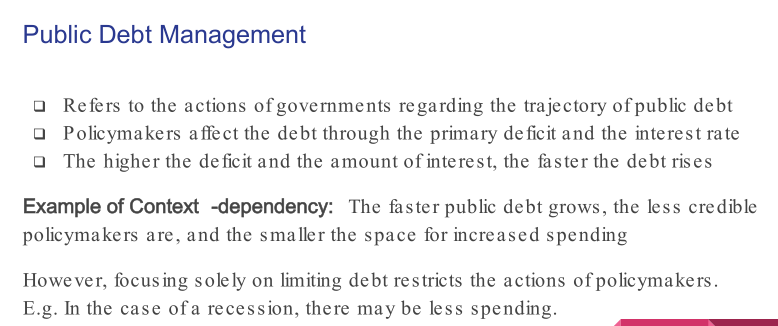 Public Debt Management
❑ Refers to the actions of governments regarding the trajectory of public debt
❑ Policymakers affect the debt through the primary deficit and the interest rate
❑ The higher the deficit and the amount of interest, the faster the debt rises
Example of Context -dependency: The faster public debt grows, the less credible
policymakers are, and the smaller the space for increased spending
However, focusing solely on limiting debt restricts the actions of policymakers.
E.g. In the case of a recession, there may be less spending.